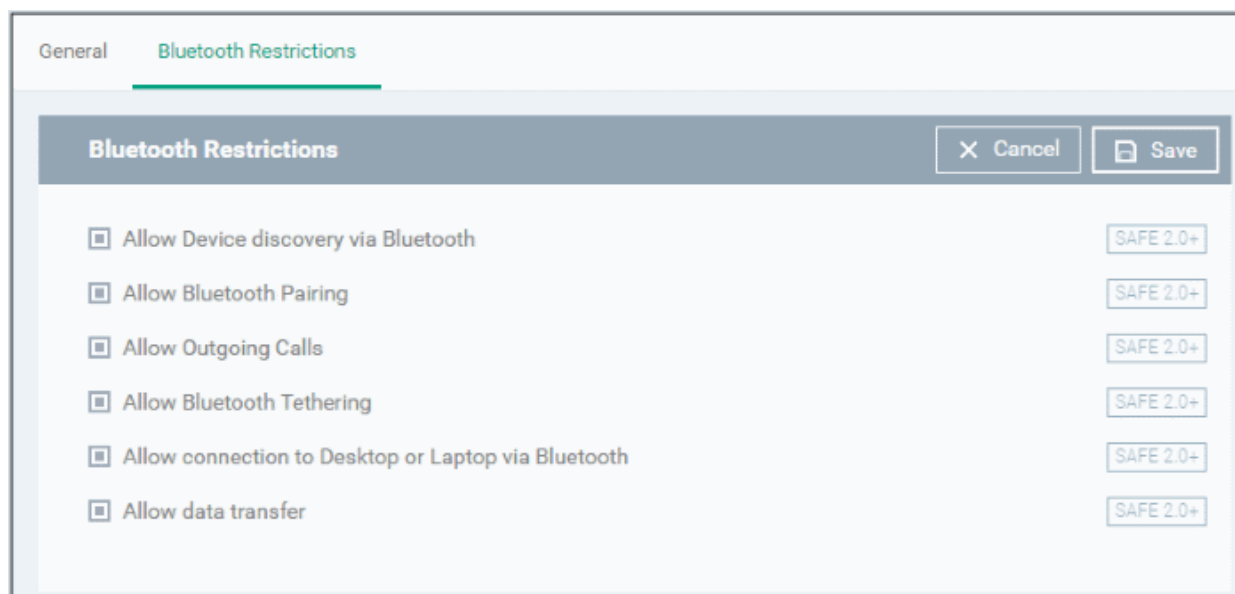 General Bluetooth Restrictions
Bluetooth Restrictions Cancel Save
Allow Device discovery via Bluetooth SAFE 2.0+
Allow Bluetooth Pairing SAFE 2.0+
Allow Outgoing Calls SAFE 2.0+
Allow Bluetooth Tethering SAFE 2.0+
Allow connection to Desktop or Laptop via Bluetooth SAFE 2.0+
Allow data transfer SAFE 2.0+